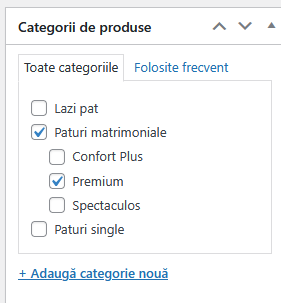 Categorii de produse
Toate categoriile
Folosite frecvent
Lazi pat
Paturi matrimoniale
Confort Plus
Premium
Spectaculos
Paturi single
+ Adaugă categorie nouă